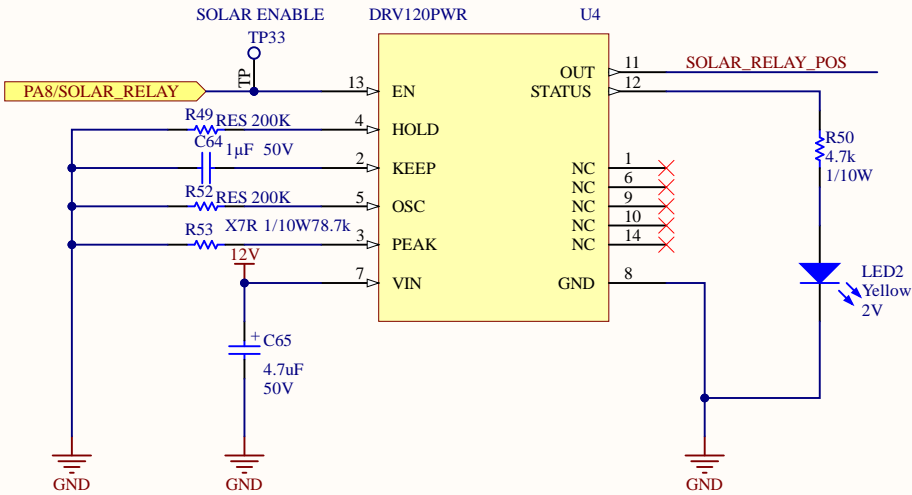 SOLAR ENABLE
DRV120PWR
U4
TP33
TP
PA8/SOLAR_RELAY
13
EN
OUT
11
SOLAR_RELAY_POS
STATUS
12
R49
RES 200K
4
HOLD
C64
1µF 50V
2
KEEP
R52
RES 200K
5
OSC
R53
X7R 1/10W78.7k
3
PEAK
12V
7
VIN
NC
1
NC
6
NC
9
NC
10
NC
14
GND
8
R50
4.7k
1/10W
LED2
Yellow
2V
+
C65
4.7uF
50V
GND
GND
GND